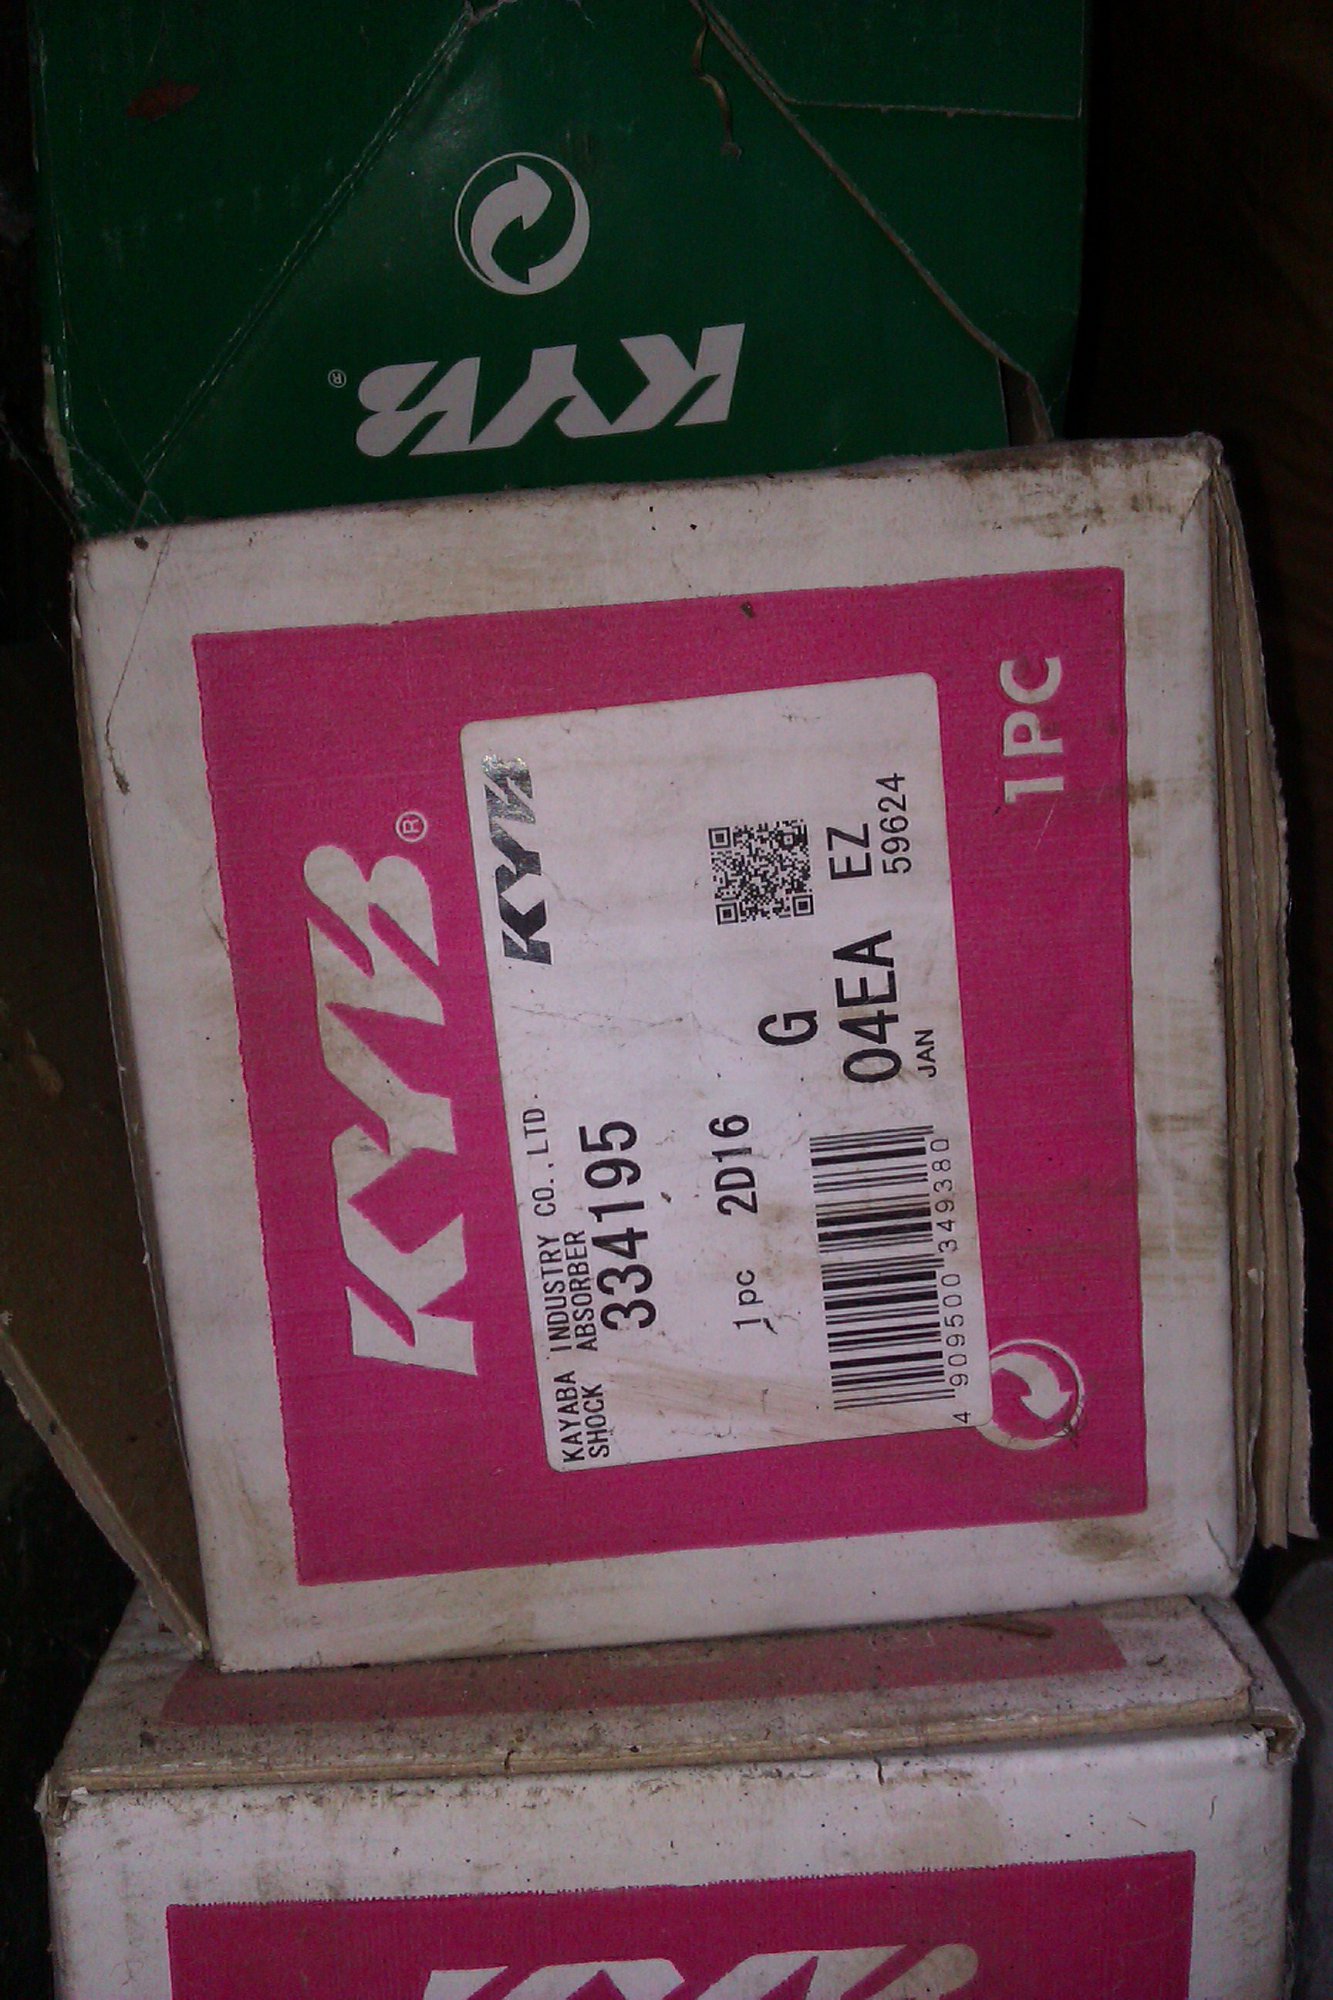 KYB®
KYB®
KYB
KAYABA INDUSTRY CO.,LTD.
SHOCK ABSORBER
334195
1pc 2D16
G
04EA EZ
59624
JAN
4 909500 349380
1PC
KYB